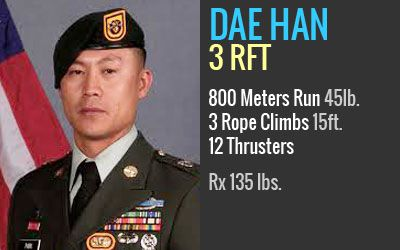 DAE HAN
3 RFT
800 Meters Run 45lb.
3 Rope Climbs 15ft.
12 Thrusters
Rx 135 lbs.